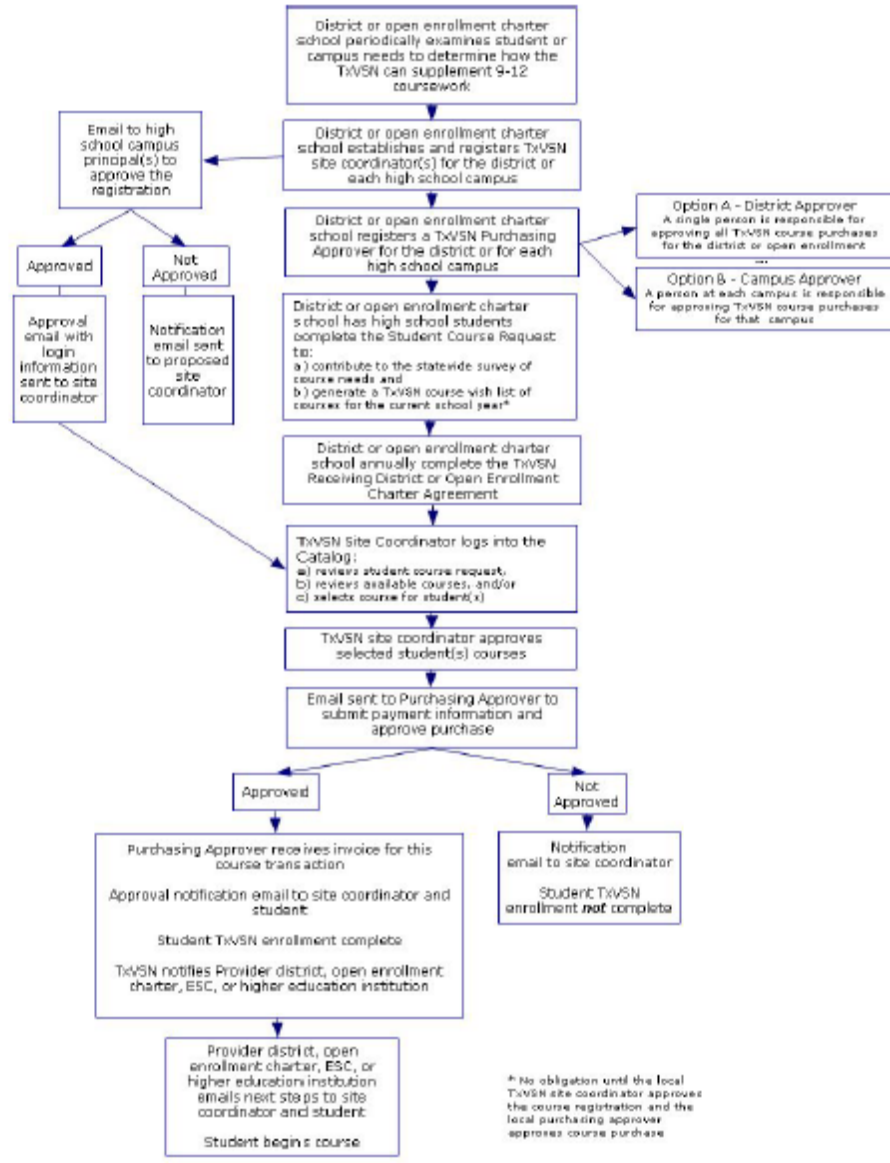 District or open enrollment charter
school periodically examines student or
campus needs to determine how the
TxVSN can supplement 9-12
coursework
Email to high
school campus
principal(s) to
approve the
registration
District or open enrollment charter
school establishes and registers TxVSN
site coordinator(s) for the district or
each high school campus
District or open enrollment charter
school registers a TxVSN Purchasing
Approver for the district or for each
high school campus
Option A - District Approver
A single person is responsible for
approving all TxVSN course purchases
for the district or open enrollment
...
Option B - Campus Approver
A person at each campus is responsible
for approving TxVSN course purchases
for that campus
Approved
Not
Approved
Approval
email with
login
information
sent to site
coordinator
Notification
email sent
to proposed
site
coordinator
District or open enrollment charter
school has high school students
complete the Student Course Request
to:
a) contribute to the statewide survey of
course needs and
b) generate a TxVSN course wish list of
courses for the current school year*
District or open enrollment charter
school annually complete the TxVSN
Receiving District or Open Enrollment
Charter Agreement
TxVSN Site Coordinator logs into the
Catalog:
a) reviews student course request,
b) reviews available courses, and/or
c) selects course for student(s)
TxVSN site coordinator approves
selected student(s) courses
Email sent to Purchasing Approver to
submit payment information and
approve purchase
Approved
Not
Approved
Purchasing Approver receives invoice for this
course transaction
Approval notification email to site coordinator and
student
Student TxVSN enrollment complete
TxVSN notifies Provider district, open enrollment
charter, ESC, or higher education institution
Notification
email to site coordinator
Student TxVSN
enrollment not complete
Provider district, open
enrollment charter, ESC, or
higher education institution
emails next steps to site
coordinator and student
Student begins course
* No obligation until the local
TxVSN site coordinator approves
the course registration and the
local purchasing approver
approves course purchase